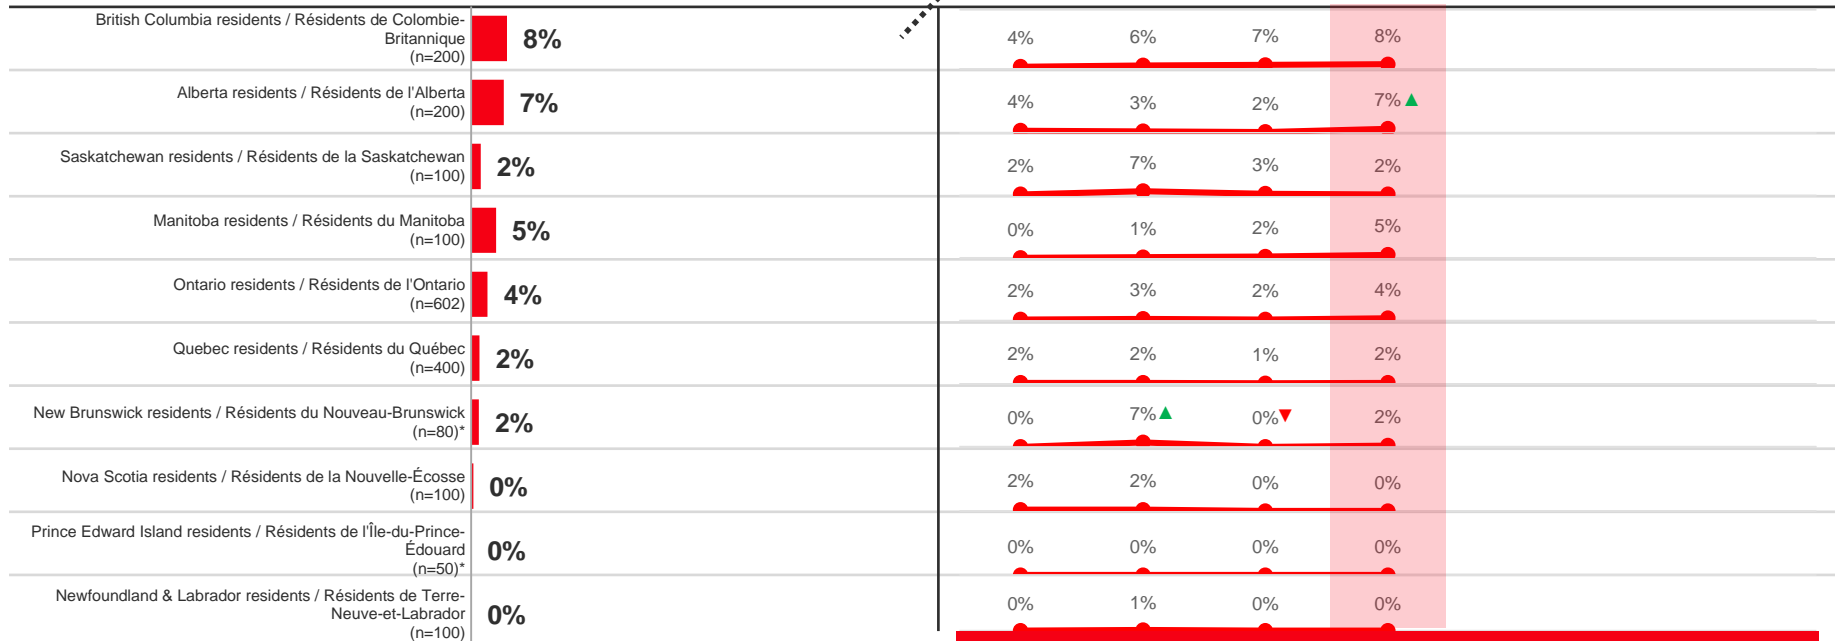 British Columbia residents / Résidents de Colombie-
Britannique
(n=200)
8%
4% 6% 7% 8%
Alberta residents / Résidents de l'Alberta
(n=200)
7%
4% 3% 2% 7% ▲
Saskatchewan residents / Résidents de la Saskatchewan
(n=100)
2%
2% 7% 3% 2%
Manitoba residents / Résidents du Manitoba
(n=100)
5%
0% 1% 2% 5%
Ontario residents / Résidents de l'Ontario
(n=602)
4%
2% 3% 2% 4%
Quebec residents / Résidents du Québec
(n=400)
2%
2% 2% 1% 2%
New Brunswick residents / Résidents du Nouveau-Brunswick
(n=80)*
2%
0% 7% ▲ 0% ▼ 2%
Nova Scotia residents / Résidents de la Nouvelle-Écosse
(n=100)
0%
2% 2% 0% 0%
Prince Edward Island residents / Résidents de l'Île-du-Prince-
Édouard
(n=50)*
0%
0% 0% 0% 0%
Newfoundland & Labrador residents / Résidents de Terre-
Neuve-et-Labrador
(n=100)
0%
0% 1% 0% 0%